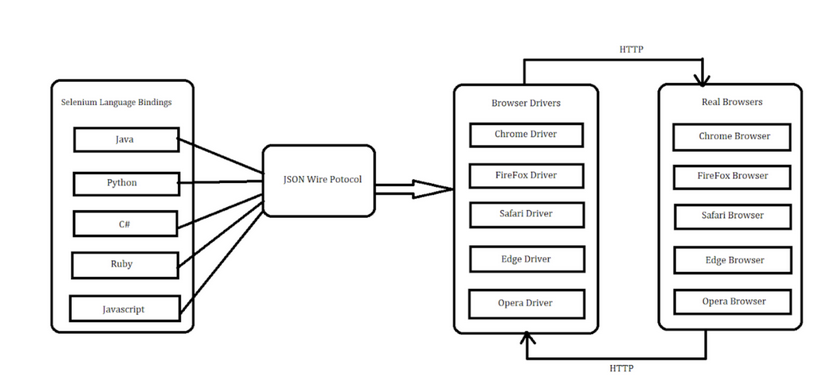 HTTP
Selenium Language Bindings
Java
Python
C#
Ruby
Javascript
JSON Wire Potocol
Browser Drivers
Chrome Driver
FireFox Driver
Safari Driver
Edge Driver
Opera Driver
Real Browsers
Chrome Browser
FireFox Browser
Safari Browser
Edge Browser
Opera Browser
HTTP